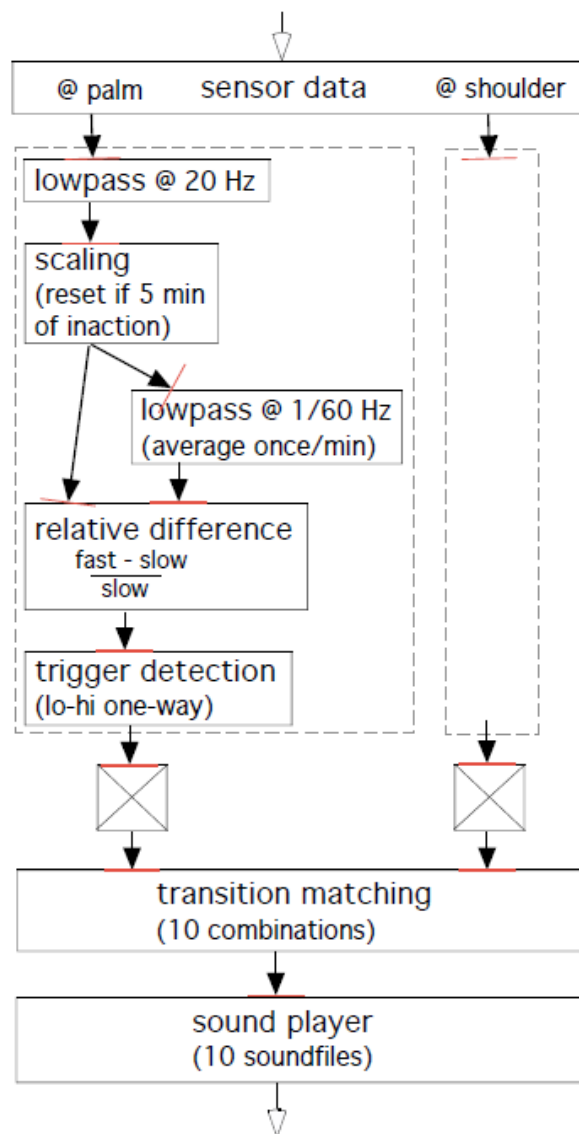 @ palm sensor data @ shoulder
lowpass @ 20 Hz
scaling
(reset if 5 min
of inaction)
lowpass @ 1/60 Hz
(average once/min)
relative difference
fast - slow
slow
trigger detection
(lo-hi one-way)
transition matching
(10 combinations)
sound player
(10 soundfiles)